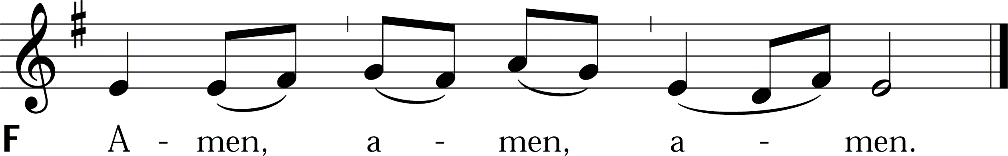 F A - men, a - men, a - men.